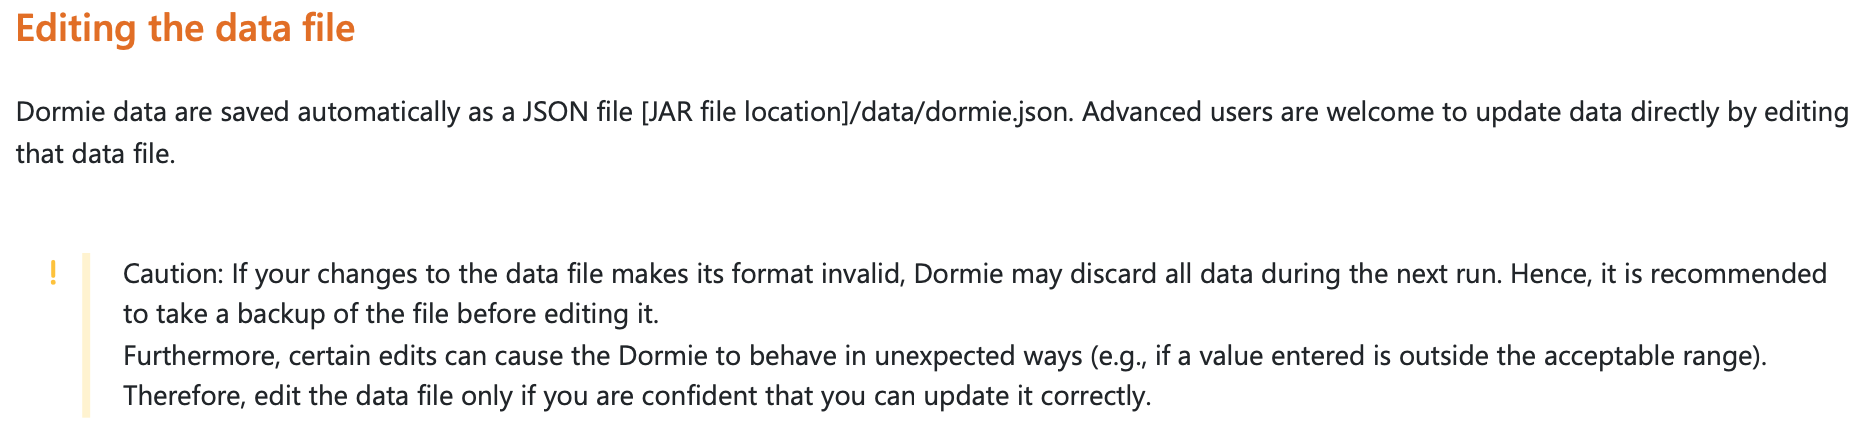 Editing the data file
Dormie data are saved automatically as a JSON file [JAR file location]/data/dormie.json. Advanced users are welcome to update data directly by editing
that data file.
! Caution: If your changes to the data file makes its format invalid, Dormie may discard all data during the next run. Hence, it is recommended
to take a backup of the file before editing it.
Furthermore, certain edits can cause the Dormie to behave in unexpected ways (e.g., if a value entered is outside the acceptable range).
Therefore, edit the data file only if you are confident that you can update it correctly.